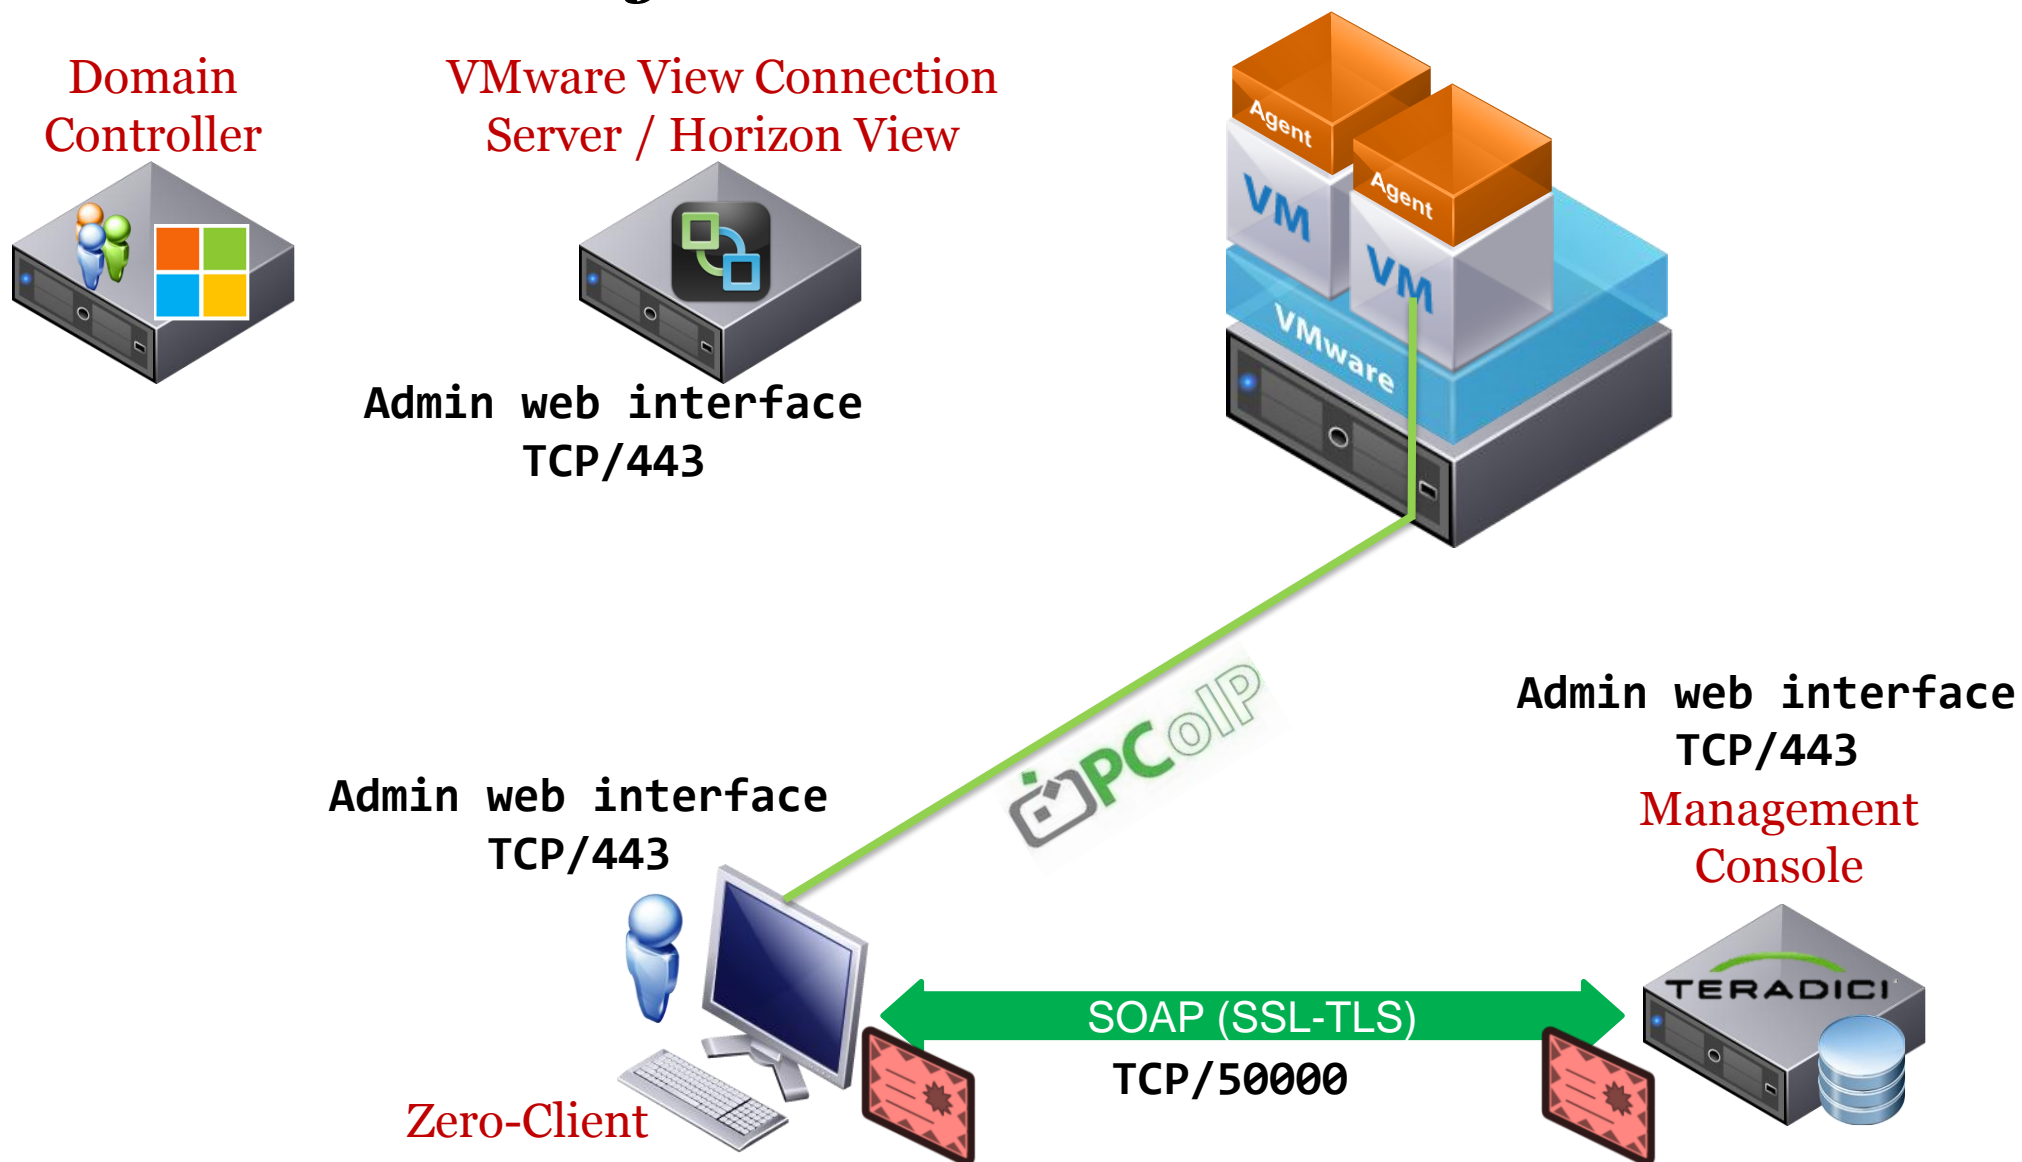 Domain
Controller
VMware View Connection
Server / Horizon View
Agent
Agent
VM
VM
VMware
Admin web interface
TCP/443
PCoIP
Admin web interface
TCP/443
Management
Console
Admin web interface
TCP/443
TERADICI
SOAP (SSL-TLS)
TCP/50000
Zero-Client